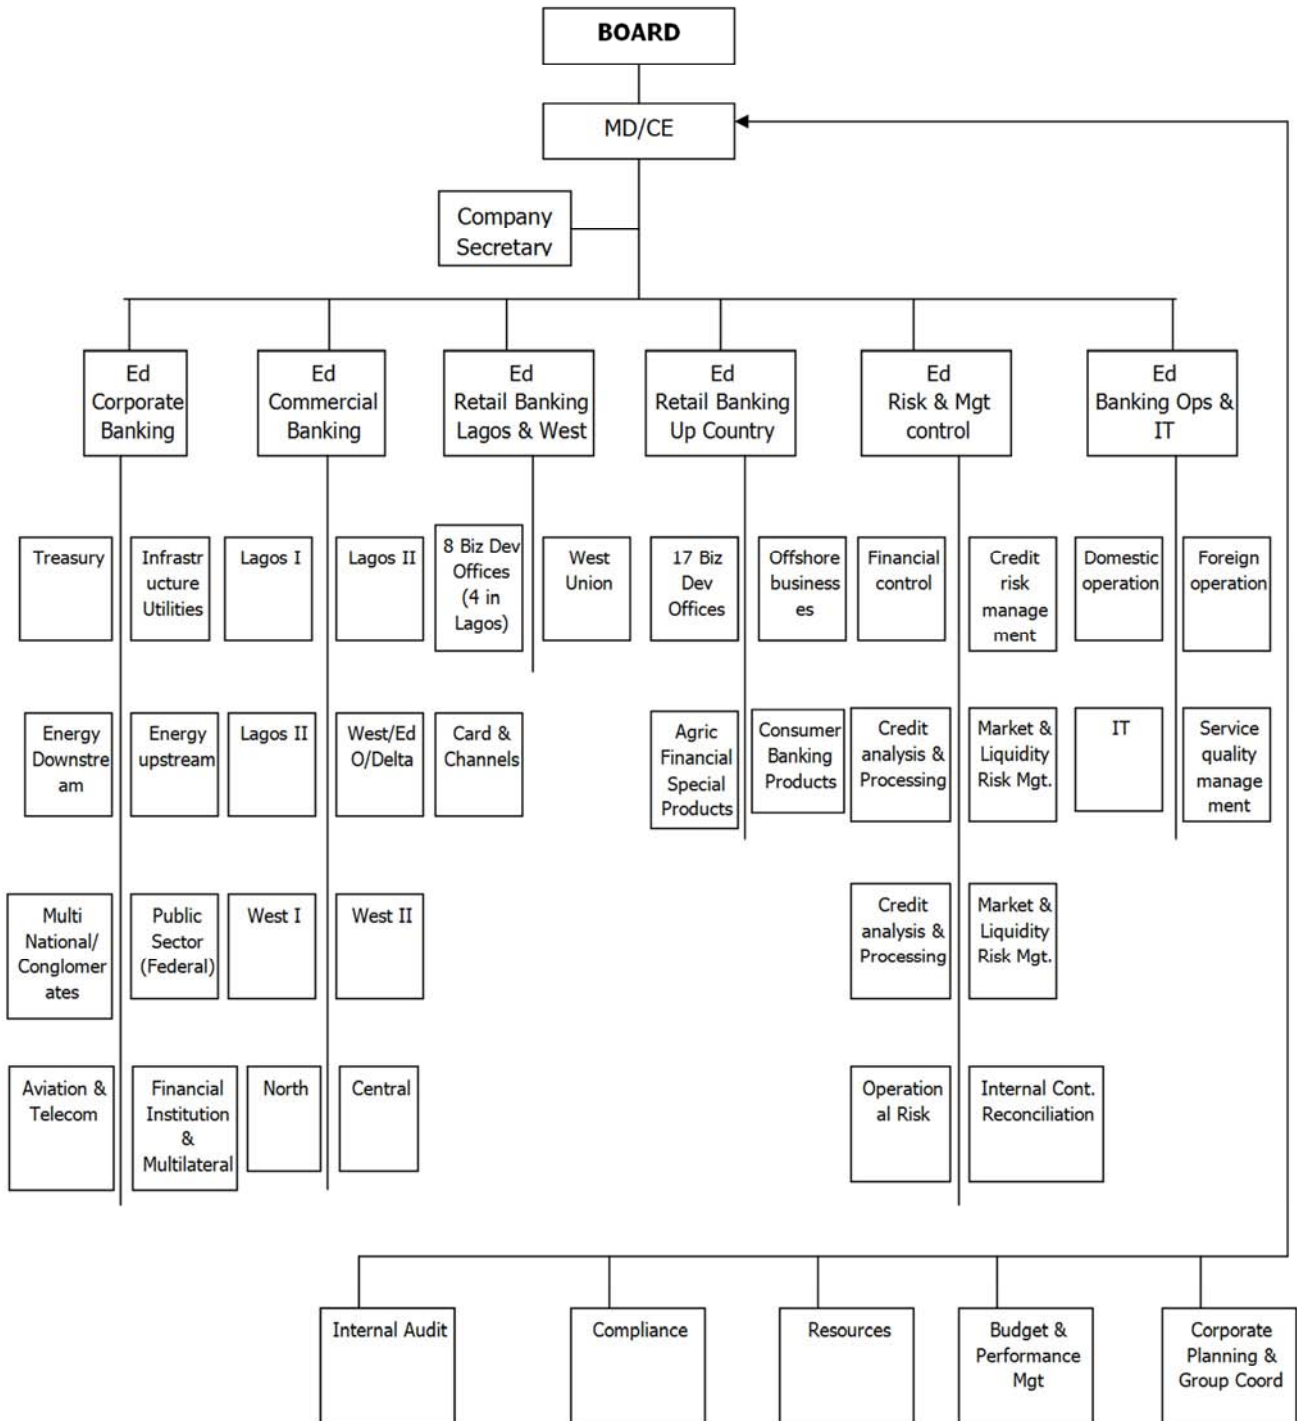 BOARD
MD/CE
Company
Secretary
Ed
Corporate
Banking
Ed
Commercial
Banking
Ed
Retail Banking
Lagos & West
Ed
Retail Banking
Up Country
Ed
Risk & Mgt
control
Ed
Banking Ops &
IT
Treasury
Infrastr
ucture
Utilities
Lagos I
Lagos II
8 Biz Dev
Offices
(4 in
Lagos)
West
Union
17 Biz
Dev
Offices
Offshore
business
es
Financial
control
Credit
risk
manage
ment
Domestic
operation
Foreign
operation
Energy
Downstre
am
Energy
upstream
Lagos II
West/Ed
O/Delta
Card &
Channels
Agric
Financial
Special
Products
Consumer
Banking
Products
Credit
analysis &
Processing
Market &
Liquidity
Risk Mgt.
IT
Service
quality
manage
ment
Multi
National/
Conglomer
ates
Public
Sector
(Federal)
West I
West II
Credit
analysis &
Processing
Market &
Liquidity
Risk Mgt.
Aviation &
Telecom
Financial
Institution
&
Multilateral
North
Central
Operation
al Risk
Internal Cont.
Reconciliation
Internal Audit
Compliance
Resources
Budget &
Performance
Mgt
Corporate
Planning &
Group Coord